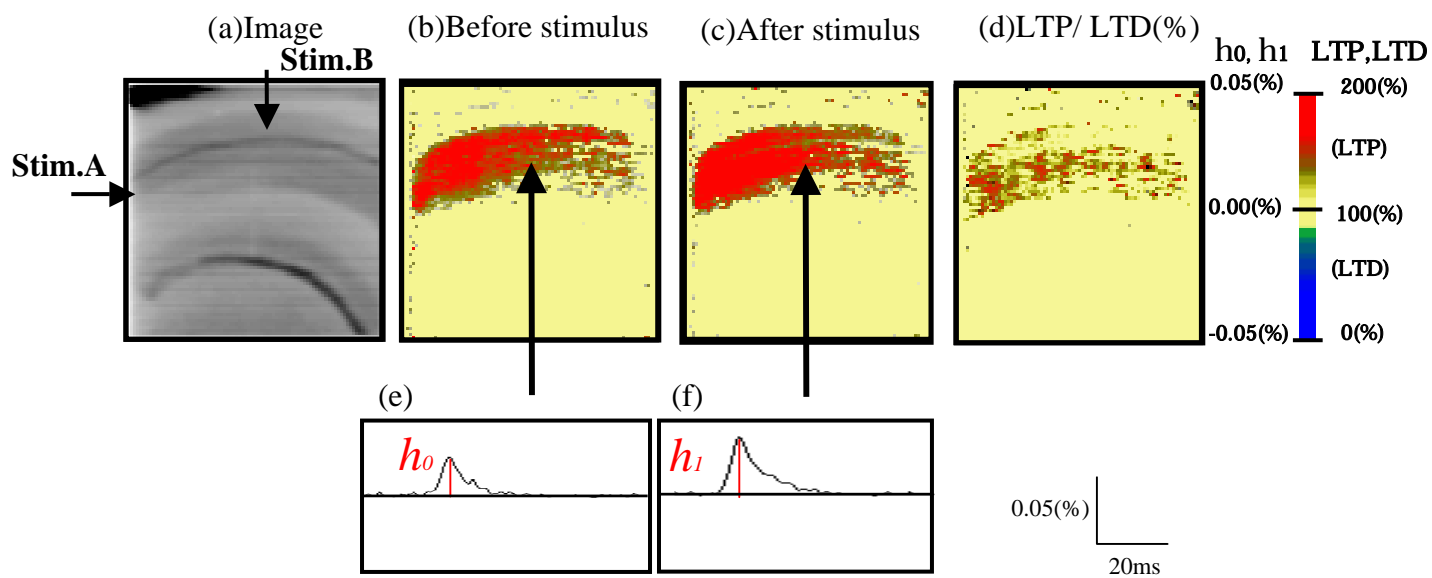 (a)Image
(b)Before stimulus
(c)After stimulus
(d)LTP/ LTD(%)
h0, h1 LTP,LTD
Stim.B
Stim.A
0.05(%) 200(%)
(LTP)
0.00(%) 100(%)
(LTD)
-0.05(%) 0(%)
(e)
(f)
h0
h1
0.05(%)
20ms